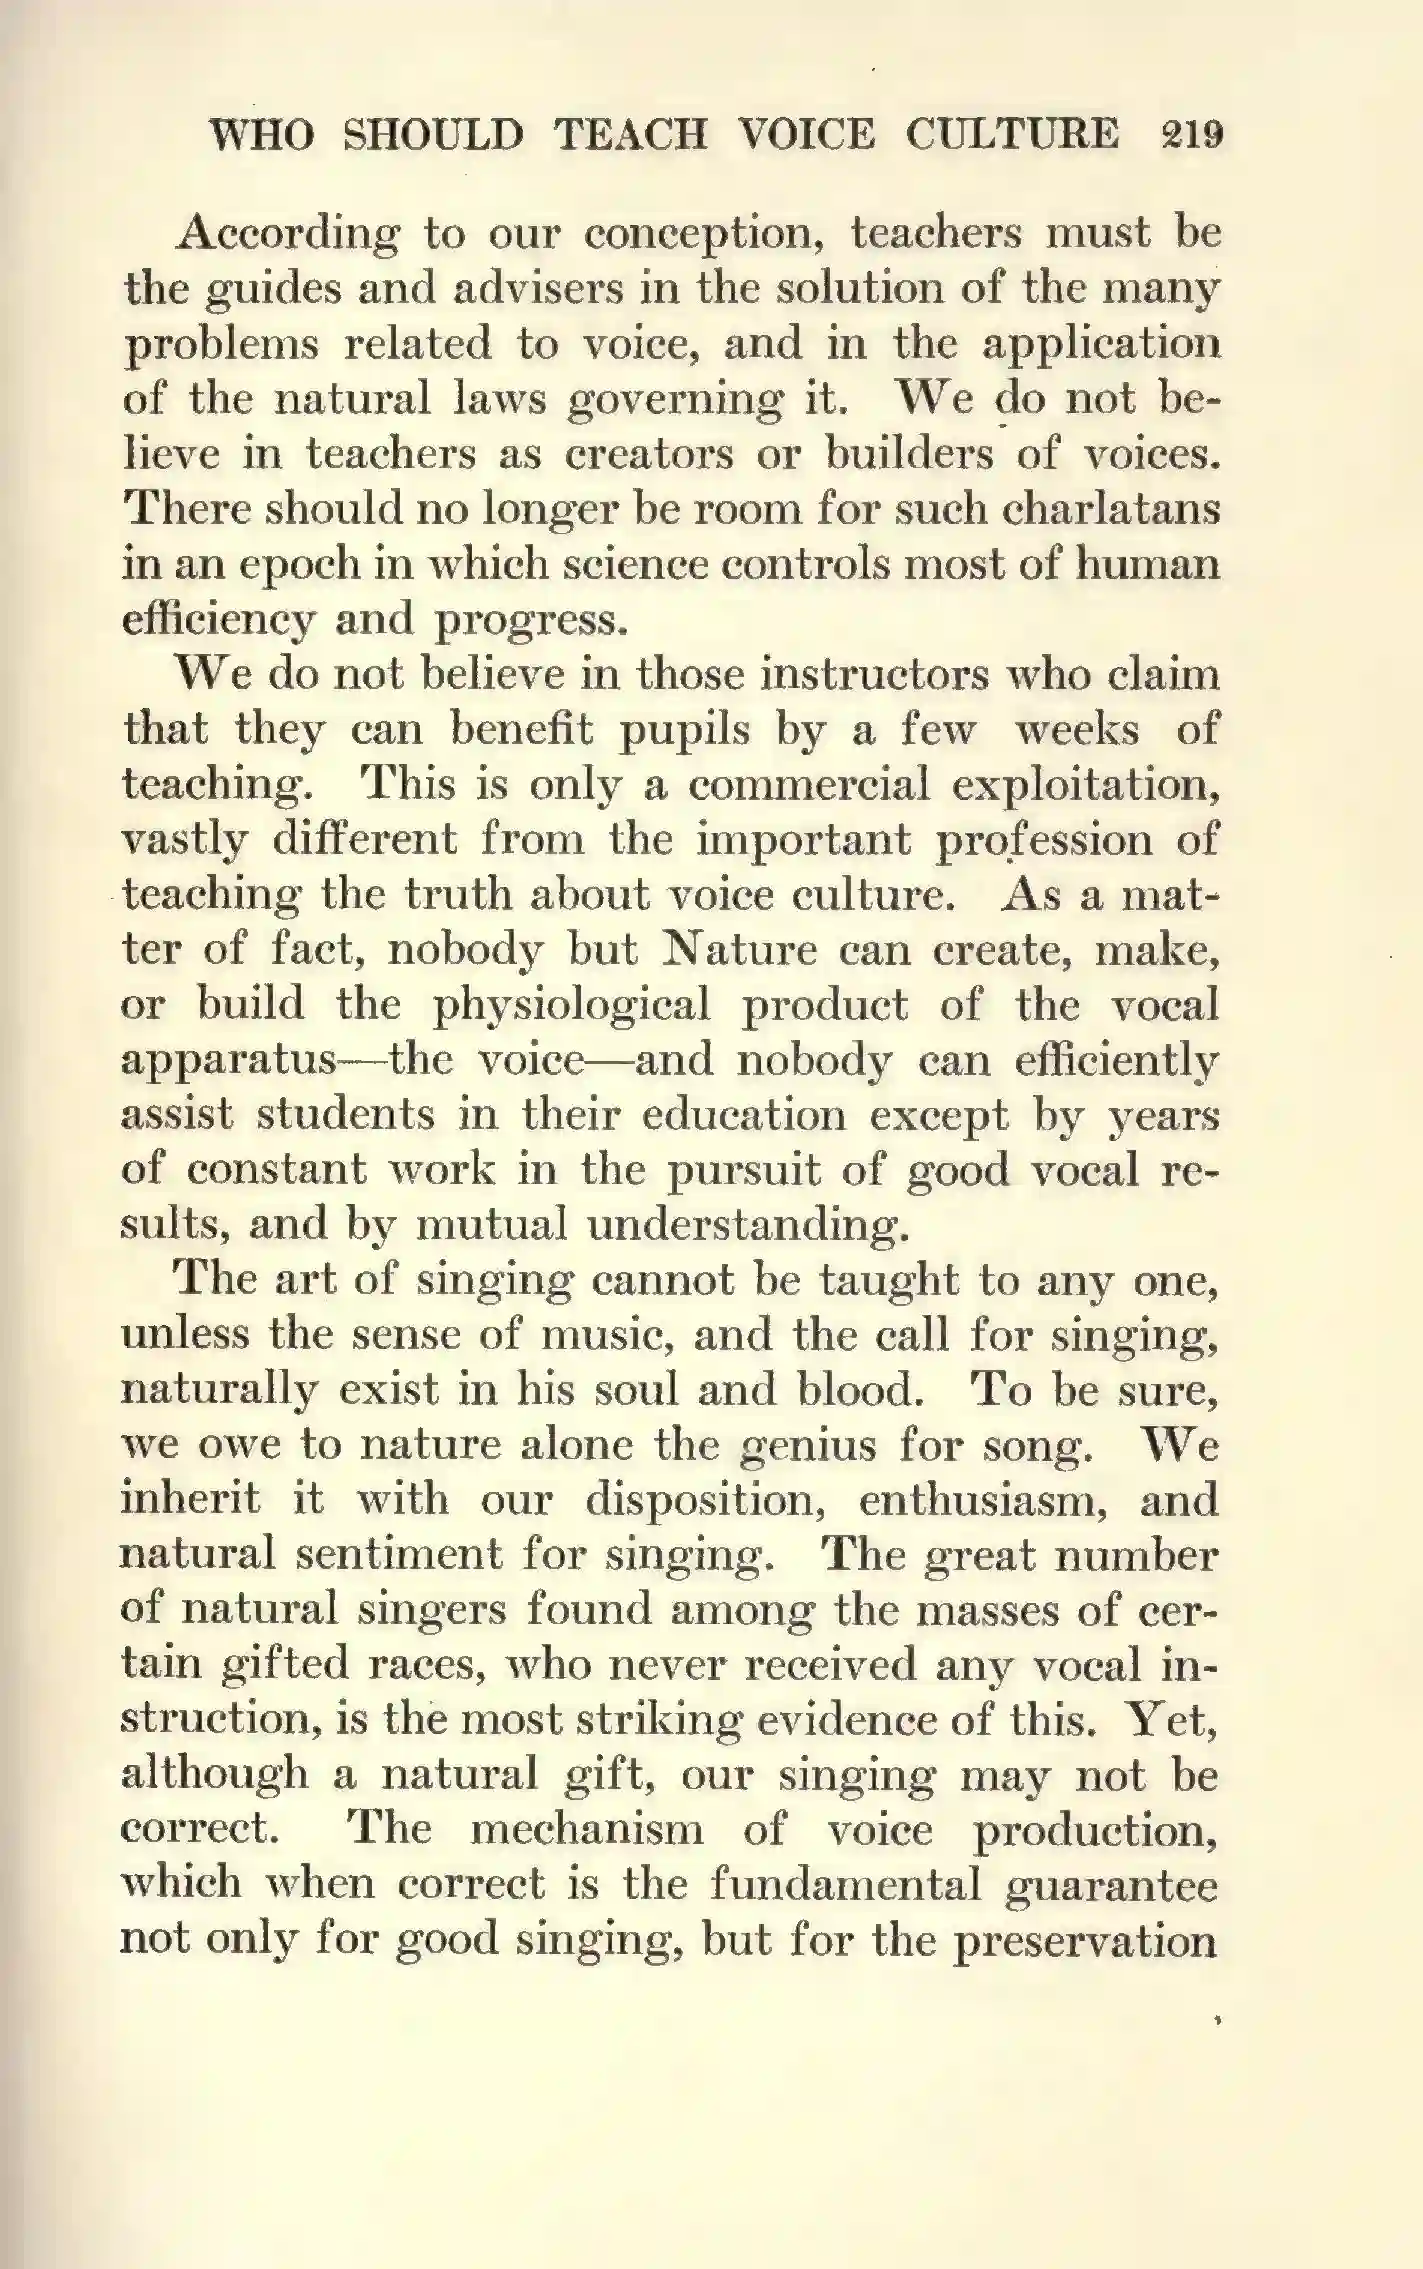 WHO SHOULD TEACH VOICE CULTURE 219
According to our conception, teachers must be
the guides and advisers in the solution of the many
problems related to voice, and in the application
of the natural laws governing it. We do not be-
lieve in teachers as creators or builders of voices.
There should no longer be room for such charlatans
in an epoch in which science controls most of human
efficiency and progress.
We do not believe in those instructors who claim
that they can benefit pupils by a few weeks of
teaching. This is only a commercial exploitation,
vastly different from the important profession of
teaching the truth about voice culture. As a mat-
ter of fact, nobody but Nature can create, make,
or build the physiological product of the vocal
apparatus—the voice—and nobody can efficiently
assist students in their education except by years
of constant work in the pursuit of good vocal re-
sults, and by mutual understanding.
The art of singing cannot be taught to any one,
unless the sense of music, and the call for singing,
naturally exist in his soul and blood. To be sure,
we owe to nature alone the genius for song. We
inherit it with our disposition, enthusiasm, and
natural sentiment for singing. The great number
of natural singers found among the masses of cer-
tain gifted races, who never received any vocal in-
struction, is the most striking evidence of this. Yet,
although a natural gift, our singing may not be
correct. The mechanism of voice production,
which when correct is the fundamental guarantee
not only for good singing, but for the preservation